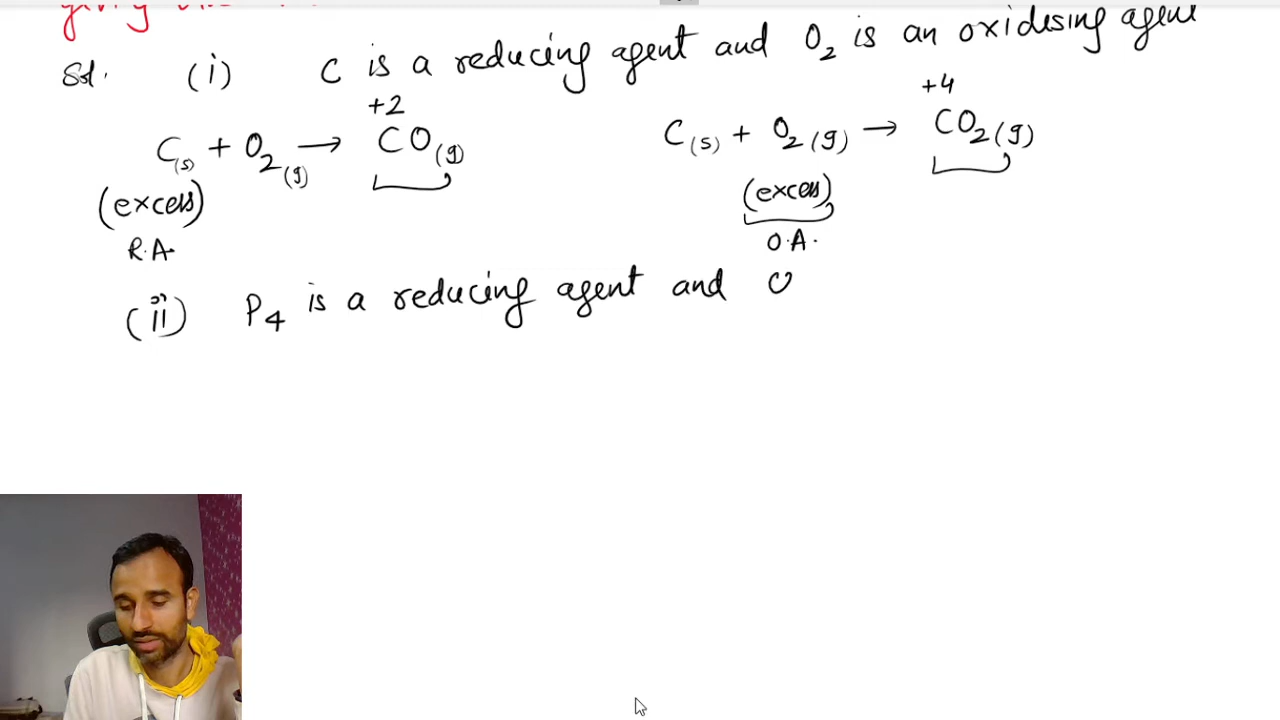 Sol. (i) C is a reducing agent and O2 is an oxidising agent
+2 +4
C(s) + O2(g) → CO(g) C(s) + O2(g) → CO2(g)
(excess) (excess)
R.A. O.A.
(ii) P4 is a reducing agent and